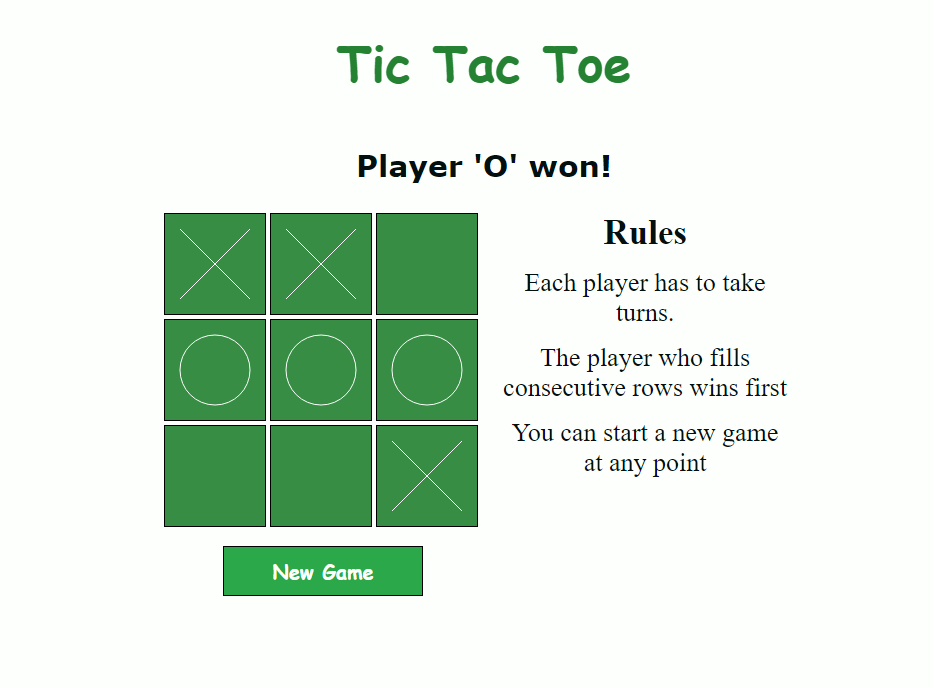 Tic Tac Toe
Player 'O' won!
Rules
Each player has to take
turns.
The player who fills
consecutive rows wins first
You can start a new game
at any point
New Game